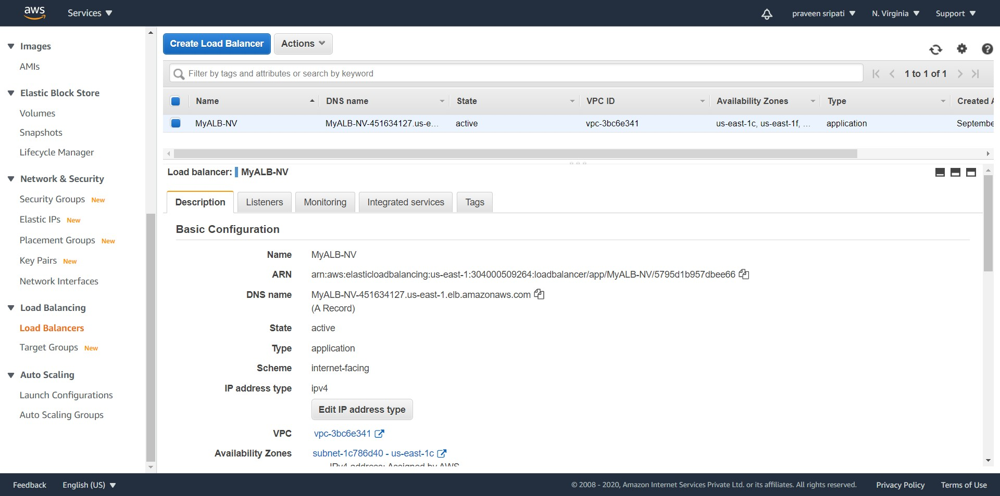 aws
Services
praveen sripati
N. Virginia
Support
Images
AMIs
Elastic Block Store
Volumes
Snapshots
Lifecycle Manager
Network & Security
Security Groups New
Elastic IPs New
Placement Groups New
Key Pairs New
Network Interfaces
Load Balancing
Load Balancers
Target Groups New
Auto Scaling
Launch Configurations
Auto Scaling Groups
Create Load Balancer
Actions
Filter by tags and attributes or search by keyword
1 to 1 of 1
Name DNS name State VPC ID Availability Zones Type Created A
MyALB-NV MyALB-NV-451634127.us-e... active vpc-3bc6e341 us-east-1c, us-east-1f, ... application Septembe
Load balancer: MyALB-NV
Description
Listeners
Monitoring
Integrated services
Tags
Basic Configuration
Name MyALB-NV
ARN arn:aws:elasticloadbalancing:us-east-1:304000509264:loadbalancer/app/MyALB-NV/5795d1b957dbee66
DNS name MyALB-NV-451634127.us-east-1.elb.amazonaws.com
(A Record)
State active
Type application
Scheme internet-facing
IP address type ipv4
Edit IP address type
VPC vpc-3bc6e341
Availability Zones subnet-1c786d40 - us-east-1c
IPv4 address: Assigned by AWS
Feedback
English (US)
© 2008 - 2020, Amazon Internet Services Private Ltd. or its affiliates. All rights reserved.
Privacy Policy
Terms of Use